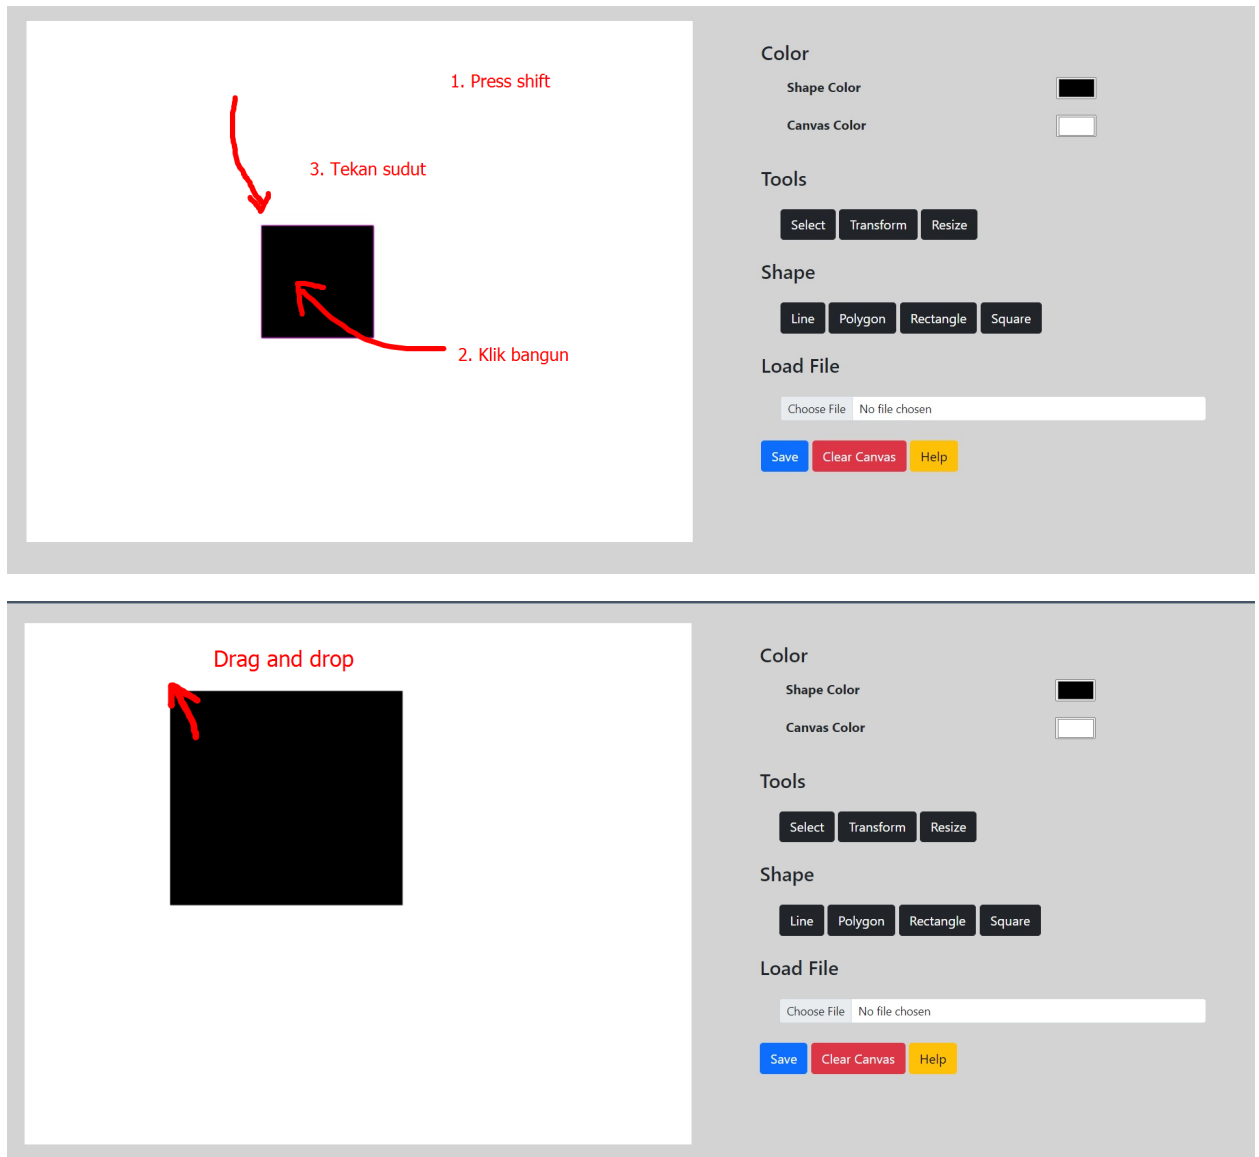 1. Press shift
3. Tekan sudut
2. Klik bangun
Color
Shape Color
Canvas Color
Tools
Select Transform Resize
Shape
Line Polygon Rectangle Square
Load File
Choose File No file chosen
Save Clear Canvas Help
Drag and drop
Color
Shape Color
Canvas Color
Tools
Select Transform Resize
Shape
Line Polygon Rectangle Square
Load File
Choose File No file chosen
Save Clear Canvas Help